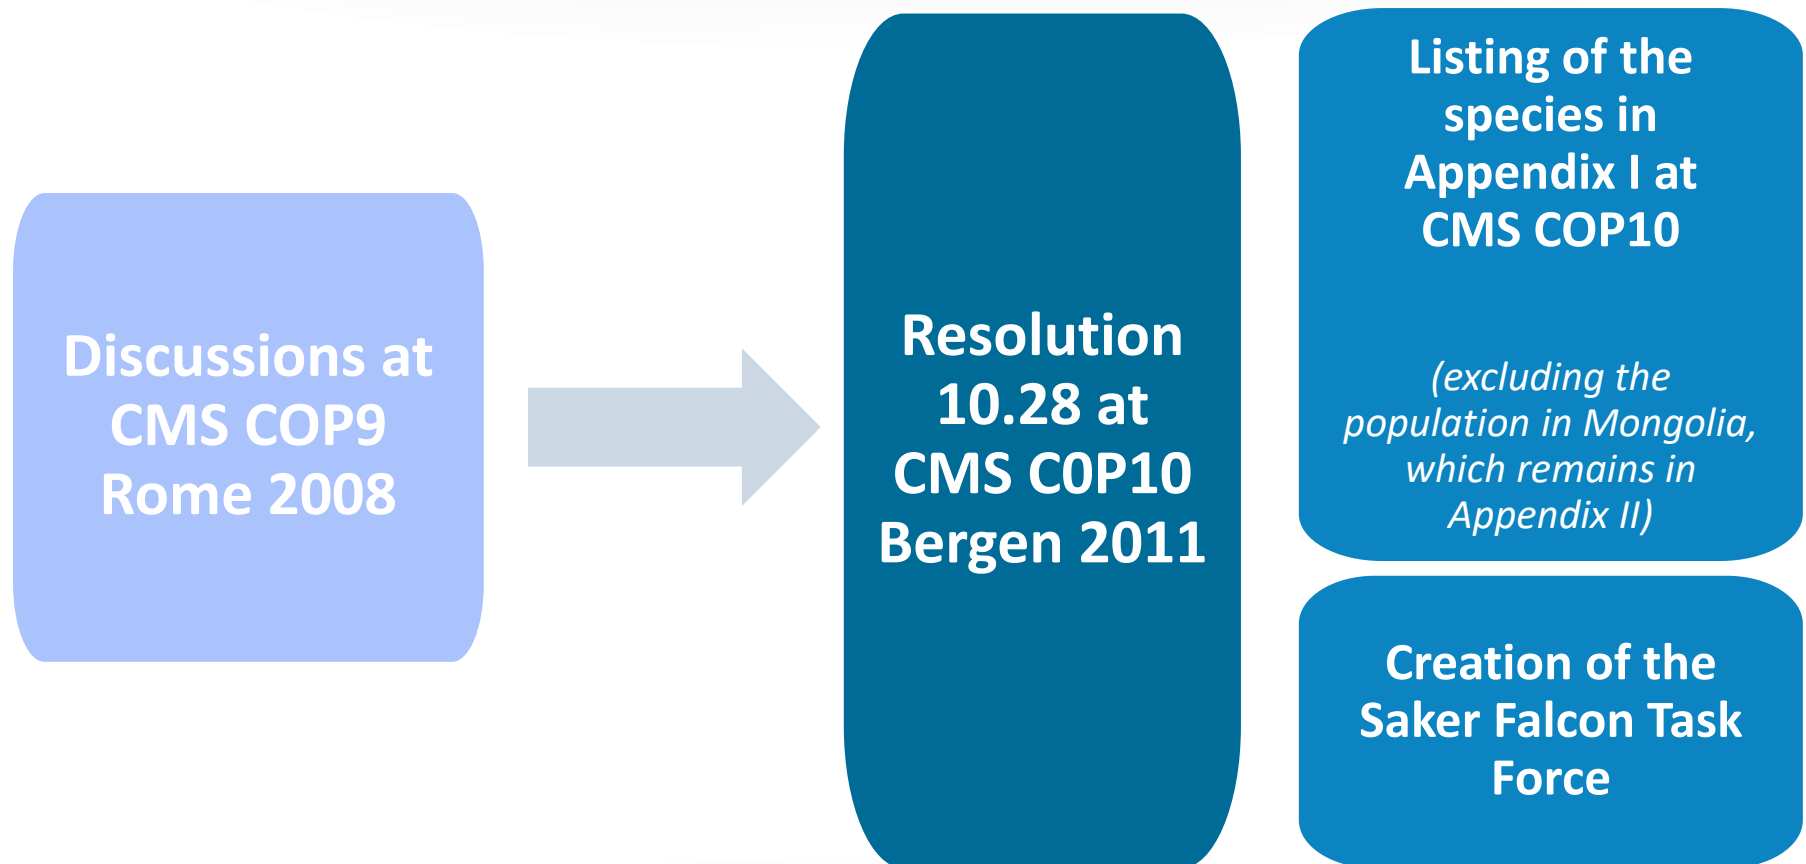 Discussions at
CMS COP9
Rome 2008
Resolution
10.28 at
CMS C0P10
Bergen 2011
Listing of the
species in
Appendix I at
CMS COP10
(excluding the
population in Mongolia,
which remains in
Appendix II)
Creation of the
Saker Falcon Task
Force